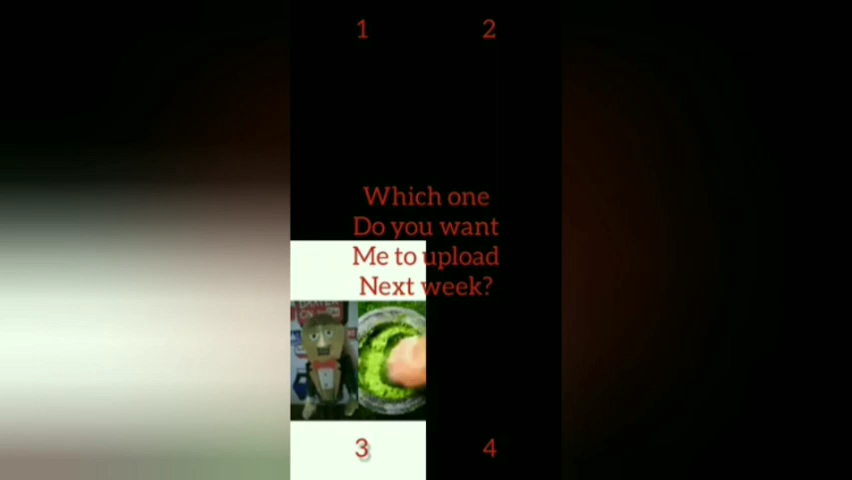 1 2
Which one
Do you want
Me to upload
Next week?
3 4